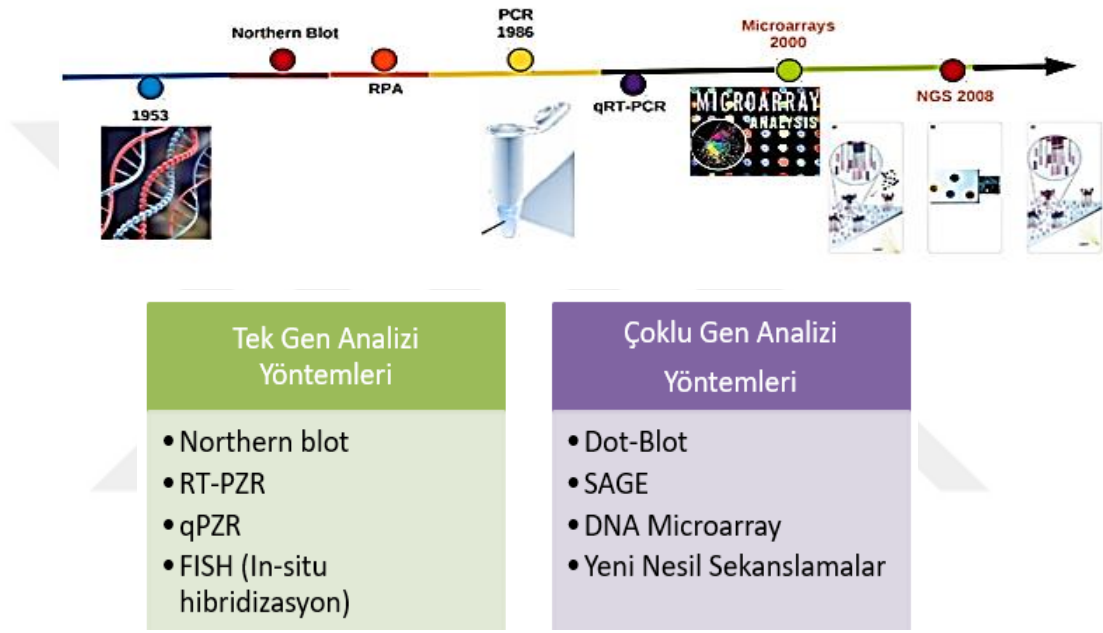 Northern Blot
PCR
1986
Microarrays
2000
1953
RPA
qRT-PCR
NGS 2008
MICROARRAY
ANALYSIS
Tek Gen Analizi
Yöntemleri
• Northern blot
• RT-PZR
• qPZR
• FISH (In-situ
hibridizasyon)
Çoklu Gen Analizi
Yöntemleri
• Dot-Blot
• SAGE
• DNA Microarray
• Yeni Nesil Sekanslamalar